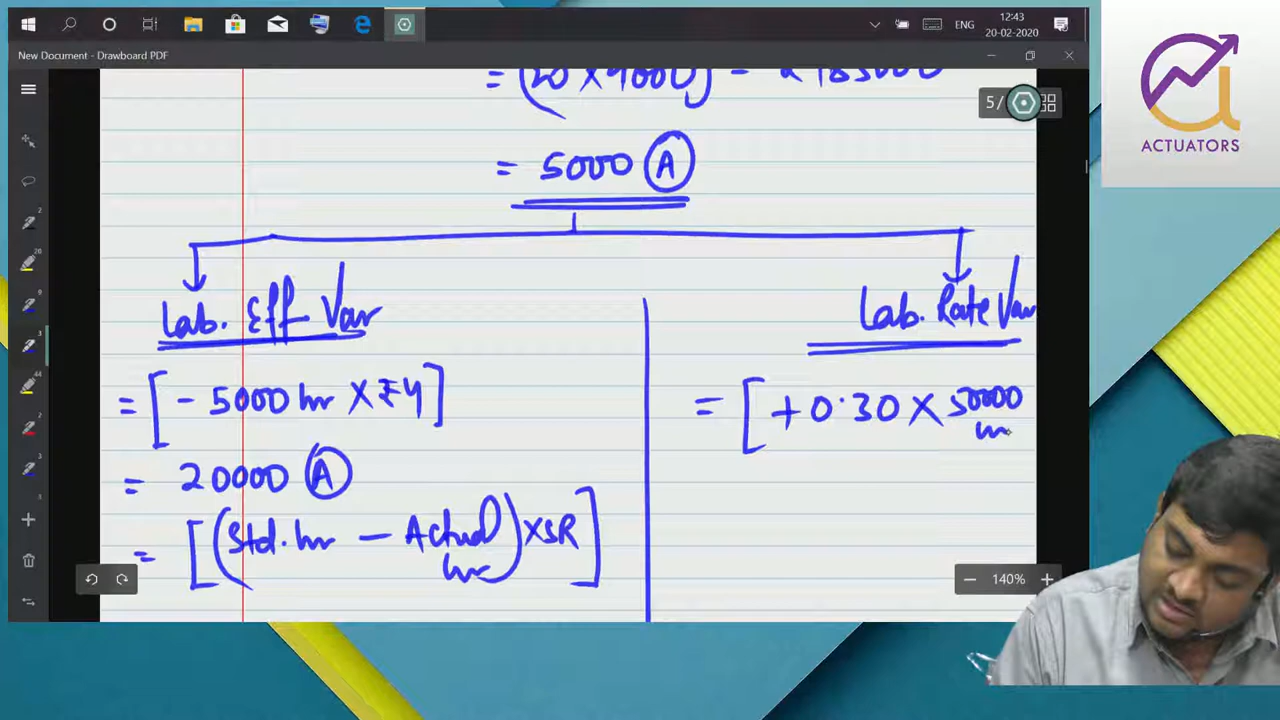 ENG
12:43
20-02-2020
New Document - Drawboard PDF
5/
ACTUATORS
= 5000 (A)
Lab. Eff Var
Lab. Rate Var
= [ - 5000 hr × ₹4 ]
= [ + 0.30 × 50000
hr
= 20000 (A)
= [ ( Std. hr - Actual hr ) × SR ]
140%